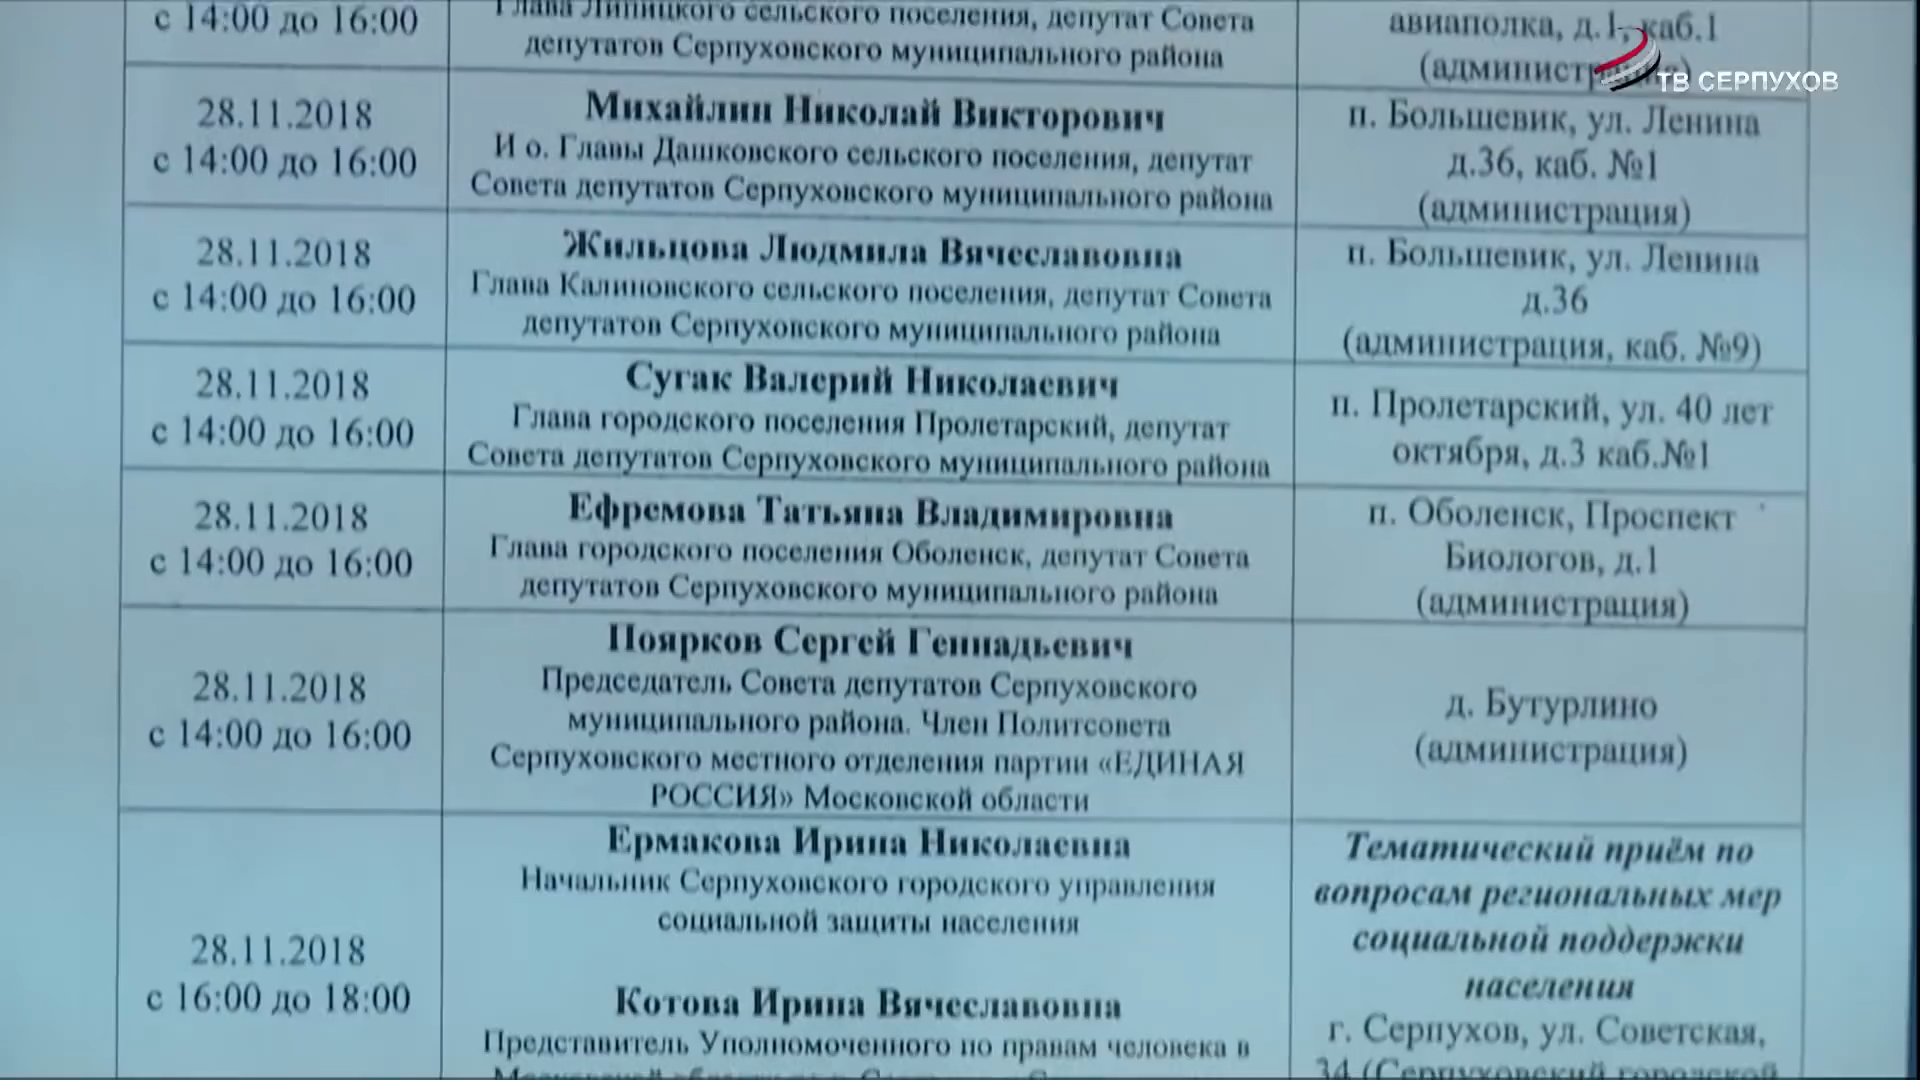 с 14:00 до 16:00
Глава Липицкого сельского поселения, депутат Совета
депутатов Серпуховского муниципального района
авиаполка, д.1, каб.1
ТВ СЕРПУХОВ
28.11.2018
с 14:00 до 16:00
Михайлин Николай Викторович
И о. Главы Дашковского сельского поселения, депутат
Совета депутатов Серпуховского муниципального района
п. Большевик, ул. Ленина
д.36, каб. №1
(администрация)
28.11.2018
с 14:00 до 16:00
Жильцова Людмила Вячеславовна
Глава Калиновского сельского поселения, депутат Совета
депутатов Серпуховского муниципального района
п. Большевик, ул. Ленина
д.36
(администрация, каб. №9)
28.11.2018
с 14:00 до 16:00
Сугак Валерий Николаевич
Глава городского поселения Пролетарский, депутат
Совета депутатов Серпуховского муниципального района
п. Пролетарский, ул. 40 лет
октября, д.3 каб.№1
28.11.2018
с 14:00 до 16:00
Ефремова Татьяна Владимировна
Глава городского поселения Оболенск, депутат Совета
депутатов Серпуховского муниципального района
п. Оболенск, Проспект
Биологов, д.1
(администрация)
28.11.2018
с 14:00 до 16:00
Поярков Сергей Геннадьевич
Председатель Совета депутатов Серпуховского
муниципального района. Член Политсовета
Серпуховского местного отделения партии «ЕДИНАЯ
РОССИЯ» Московской области
д. Бутурлино
(администрация)
28.11.2018
с 16:00 до 18:00
Ермакова Ирина Николаевна
Начальник Серпуховского городского управления
социальной защиты населения
Котова Ирина Вячеславовна
Представитель Уполномоченного по правам человека в
Тематический приём по
вопросам региональных мер
социальной поддержки
населения
г. Серпухов, ул. Советская,
34 (Серпуховский городской